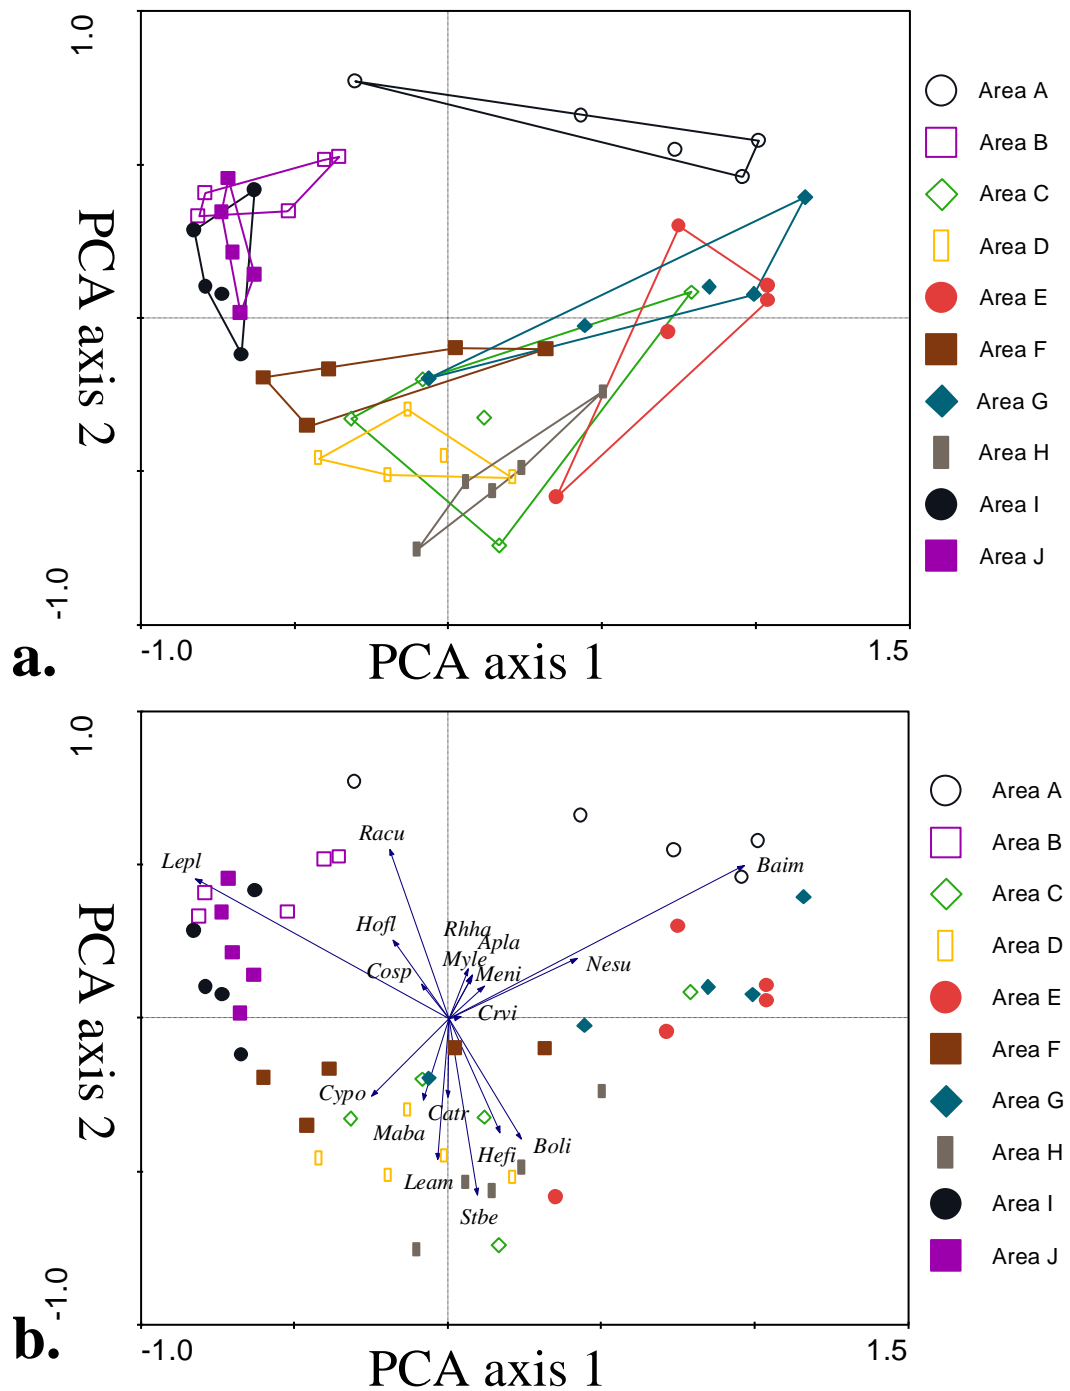 1.0
Area A
Area B
Area C
Area D
Area E
Area F
Area G
Area H
Area I
Area J
PCA axis 2
-1.0
a.
-1.0
PCA axis 1
1.5
1.0
Area A
Area B
Area C
Area D
Area E
Area F
Area G
Area H
Area I
Area J
Racu
Lepl
Baim
Hofl
Rhha
Apla
Myle
Nesu
Cosp
Meni
Crvi
PCA axis 2
Cypo
Catr
Maba
Boli
Hefi
Leam
Stbe
-1.0
b.
-1.0
PCA axis 1
1.5